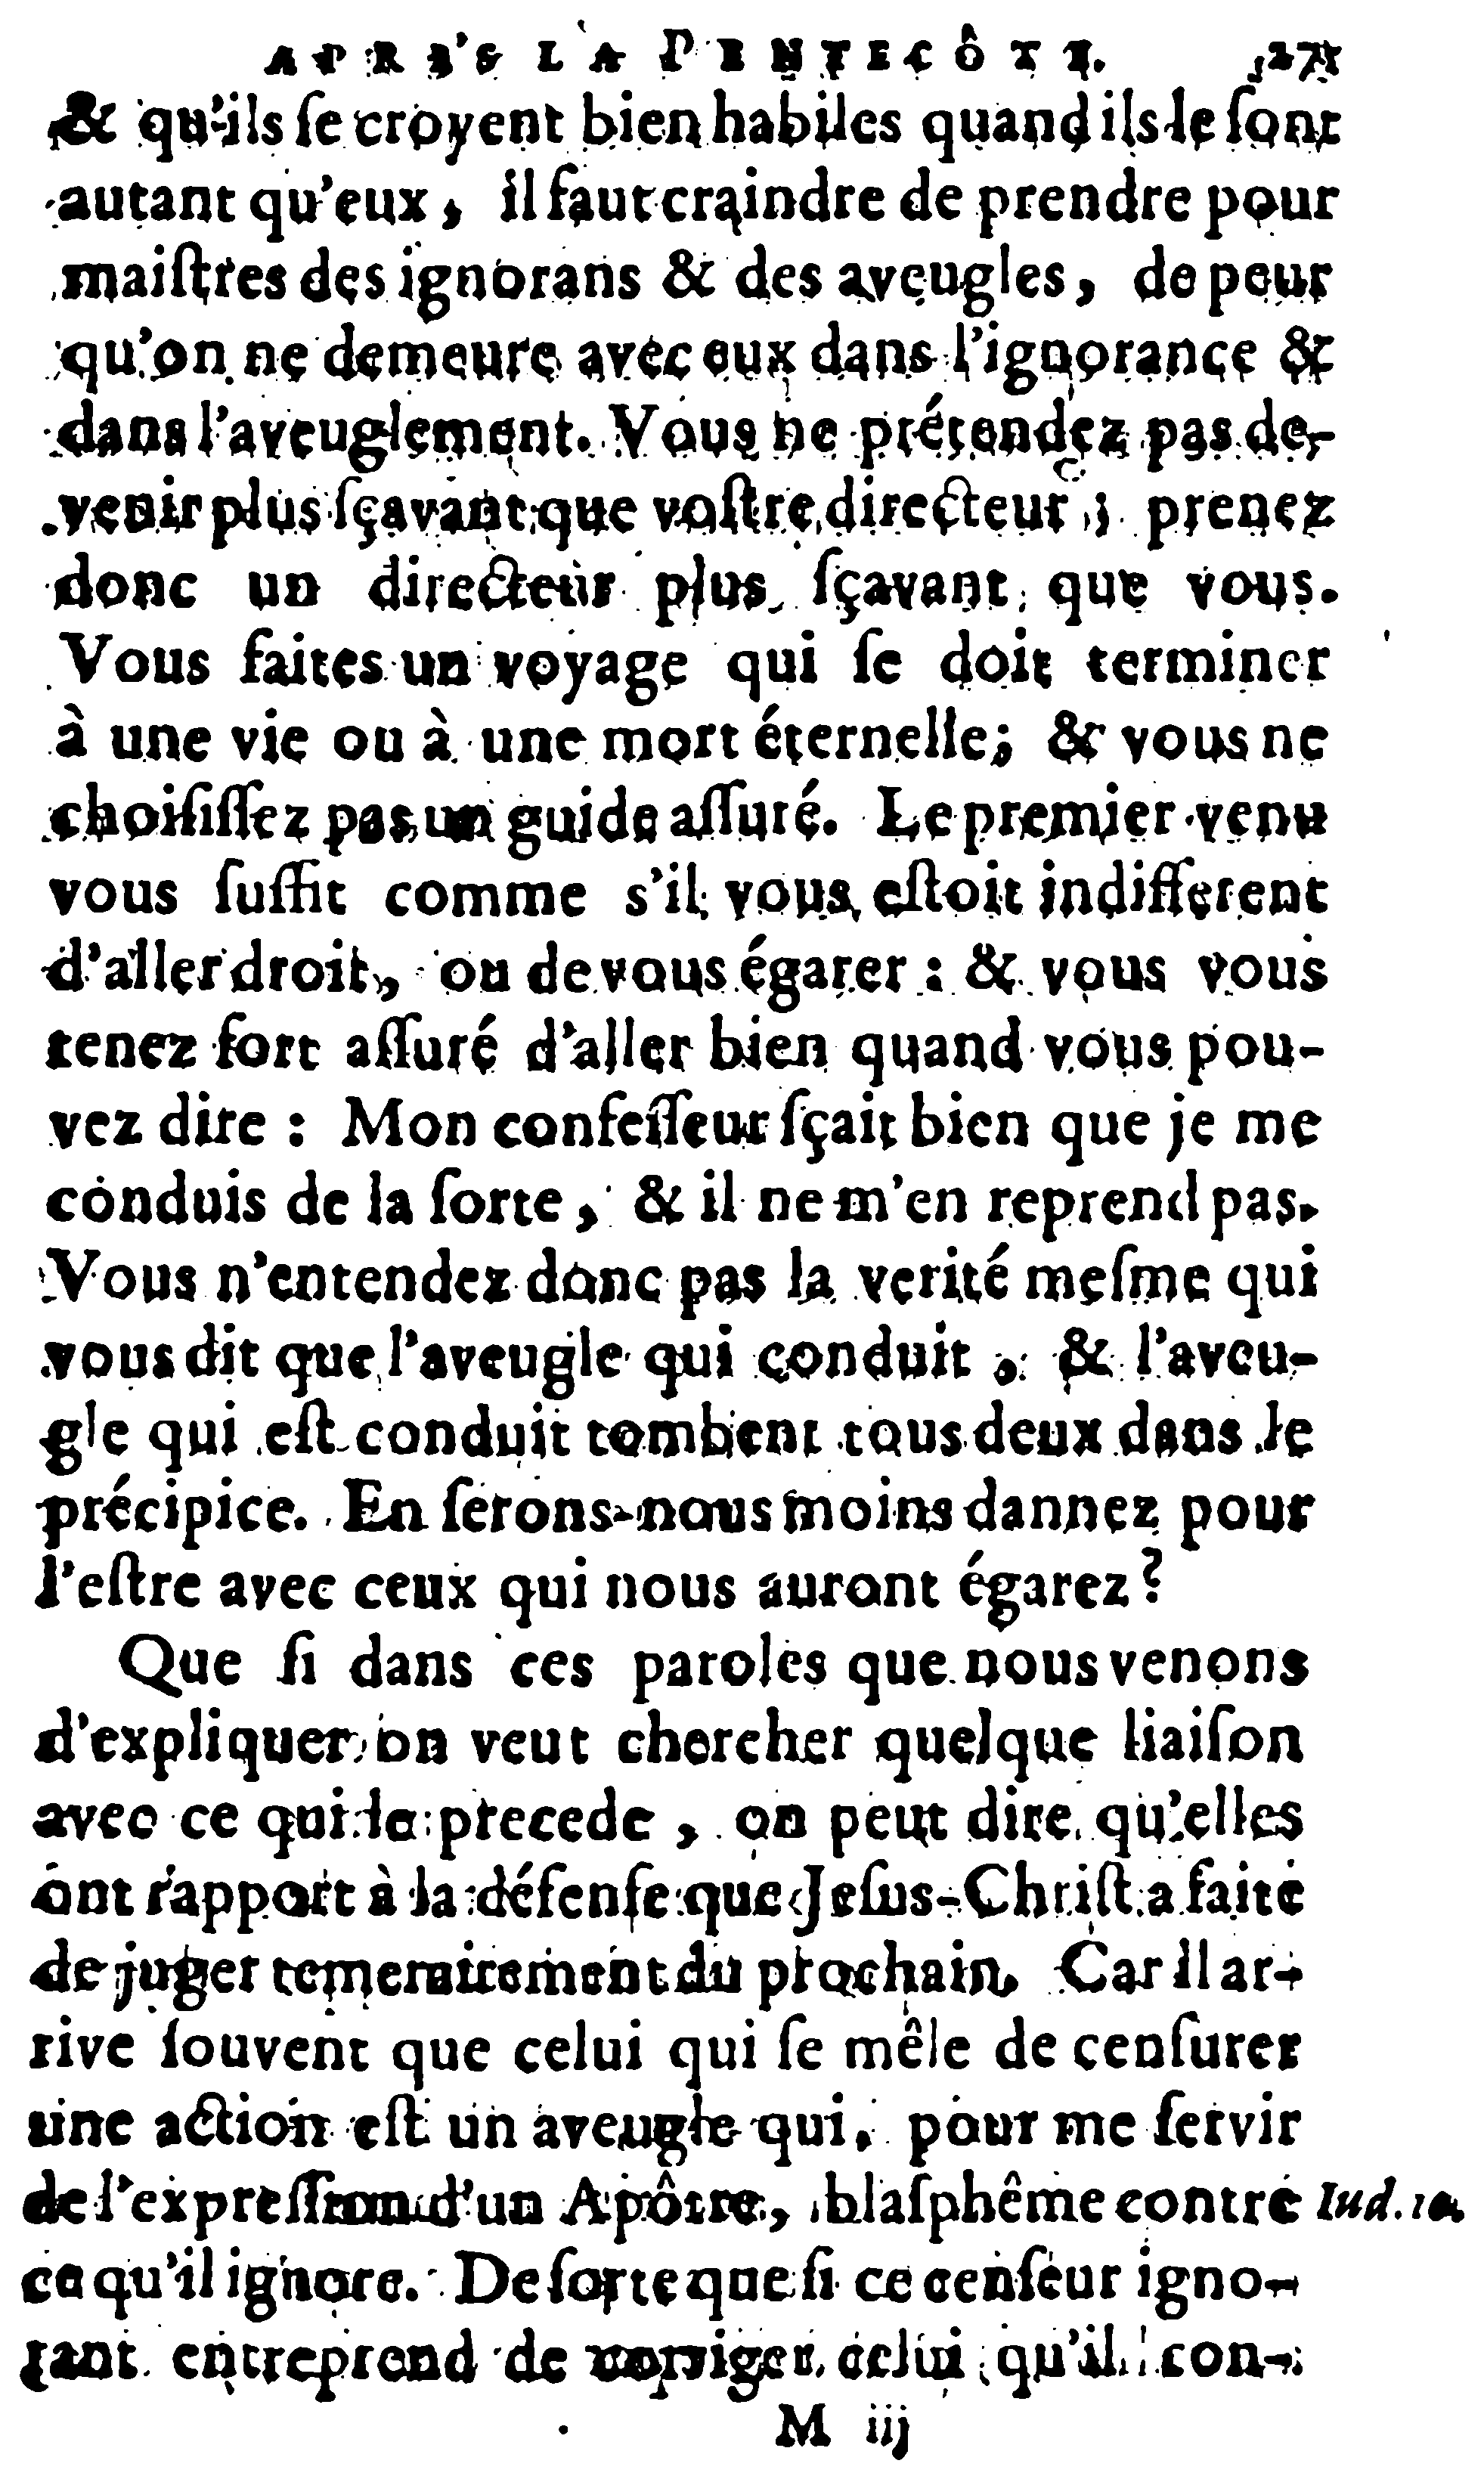 APRE'S LA PENTECÔTE. 271
& qu'ils ſe croyent bien habiles quand ils le ſont
autant qu'eux, il faut craindre de prendre pour
maiſtres des ignorans & des aveugles, de peur
qu'on ne demeure avec eux dans l'ignorance &
dans l'aveuglement. Vous ne prétendez pas de-
venir plus ſçavant que voſtre directeur; prenez
donc un directeur plus ſçavant que vous.
Vous faites un voyage qui ſe doit terminer
à une vie ou à une mort éternelle; & vous ne
choiſiſſez pas un guide aſſuré. Le premier venu
vous ſuffit comme s'il vous eſtoit indifferent
d'aller droit, ou de vous égarer: & vous vous
tenez fort aſſuré d'aller bien quand vous pou-
vez dire: Mon confeſſeur ſçait bien que je me
conduis de la ſorte, & il ne m'en reprend pas.
Vous n'entendez donc pas la verité meſme qui
vous dit que l'aveugle qui conduit, & l'aveu-
gle qui eſt conduit tombent tous deux dans le
précipice. En ſerons-nous moins dannez pour
l'eſtre avec ceux qui nous auront égarez?
Que ſi dans ces paroles que nous venons
d'expliquer on veut chercher quelque liaiſon
avec ce qui le precede, on peut dire qu'elles
ont rapport à la défenſe que Jeſus-Chriſt a faite
de juger temerairement du prochain. Car il ar-
rive ſouvent que celui qui ſe mêle de cenſurer
une action eſt un aveugle qui, pour me ſervir
de l'expreſſion d'un Apôtre, blaſphême contre Iud. 10.
ce qu'il ignore. De ſorte que ſi ce cenſeur igno-
rant entreprend de corriger celui qu'il con-
M iij